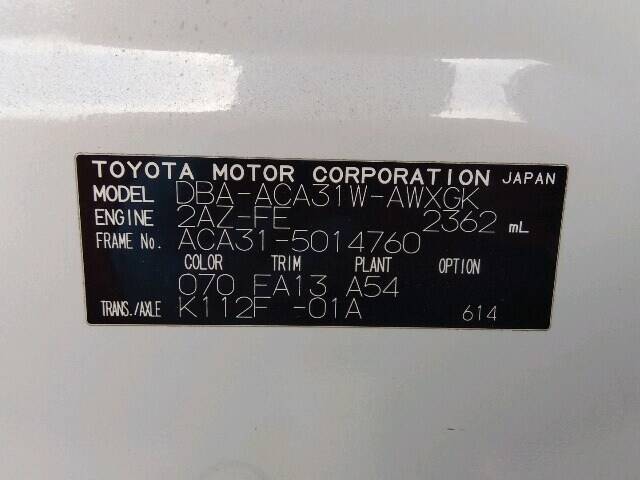 TOYOTA MOTOR CORPORATION JAPAN
MODEL DBA-ACA31W-AWXGK
ENGINE 2AZ-FE 2362 mL
FRAME No. ACA31-5014760
COLOR TRIM PLANT OPTION
070 FA13 A54
TRANS./AXLE K112F -01A 614